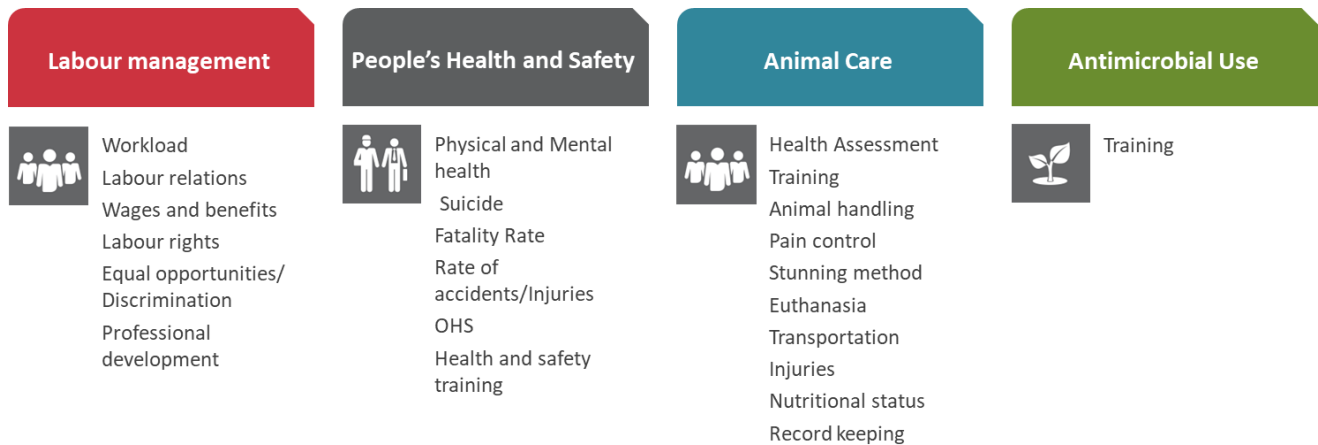 Labour management
Workload
Labour relations
Wages and benefits
Labour rights
Equal opportunities/
Discrimination
Professional
development
People's Health and Safety
Physical and Mental
health
Suicide
Fatality Rate
Rate of
accidents/Injuries
OHS
Health and safety
training
Animal Care
Health Assessment
Training
Animal handling
Pain control
Stunning method
Euthanasia
Transportation
Injuries
Nutritional status
Record keeping
Antimicrobial Use
Training